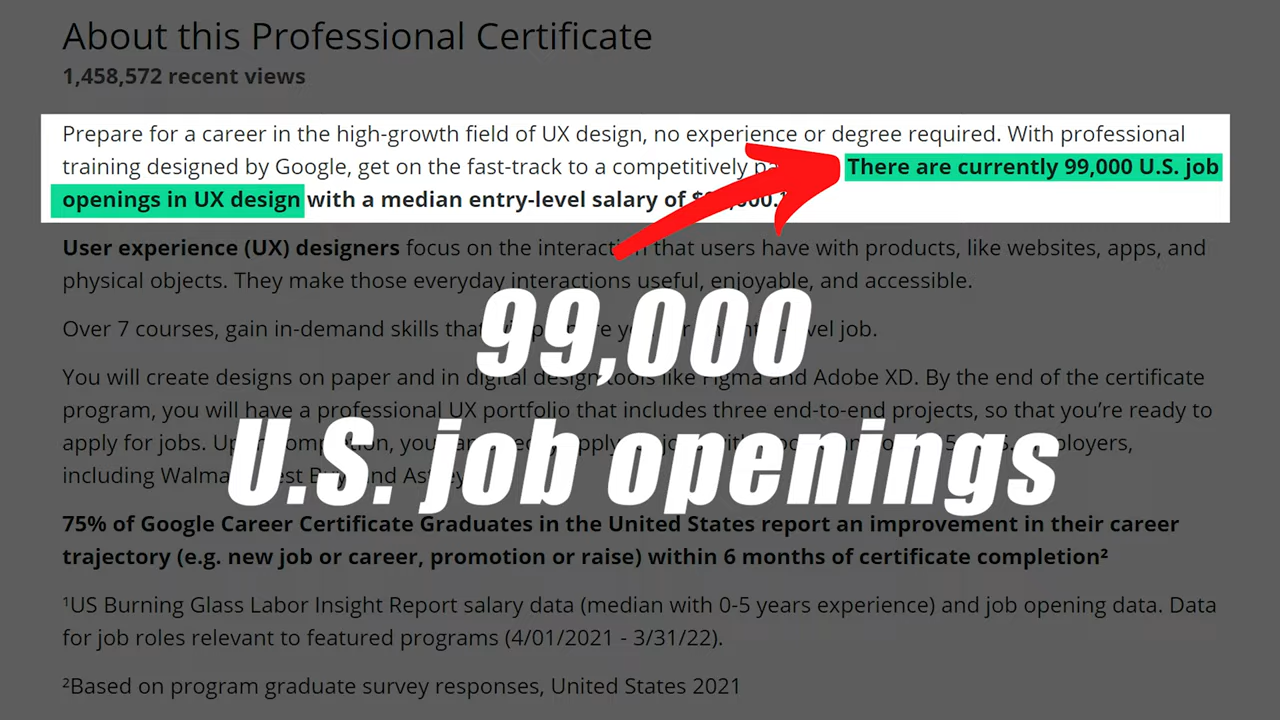 About this Professional Certificate
1,458,572 recent views
Prepare for a career in the high-growth field of UX design, no experience or degree required. With professional
training designed by Google, get on the fast-track to a competitively There are currently 99,000 U.S. job
openings in UX design with a median entry-level salary of
User experience (UX) designers focus on the interaction that users have with products, like websites, apps, and
physical objects. They make those everyday interactions useful, enjoyable, and accessible.
Over 7 courses, gain in-demand skills that job.
99,000
You will create designs on paper and in digital design tools like Figma and Adobe XD. By the end of the certificate
program, you will have a professional UX portfolio that includes three end-to-end projects, so that you're ready to
apply for jobs. you
U.S. job openings
including
75% of Google Career Certificate Graduates in the United States report an improvement in their career
trajectory (e.g. new job or career, promotion or raise) within 6 months of certificate completion²
¹US Burning Glass Labor Insight Report salary data (median with 0-5 years experience) and job opening data. Data
for job roles relevant to featured programs (4/01/2021 - 3/31/22).
²Based on program graduate survey responses, United States 2021